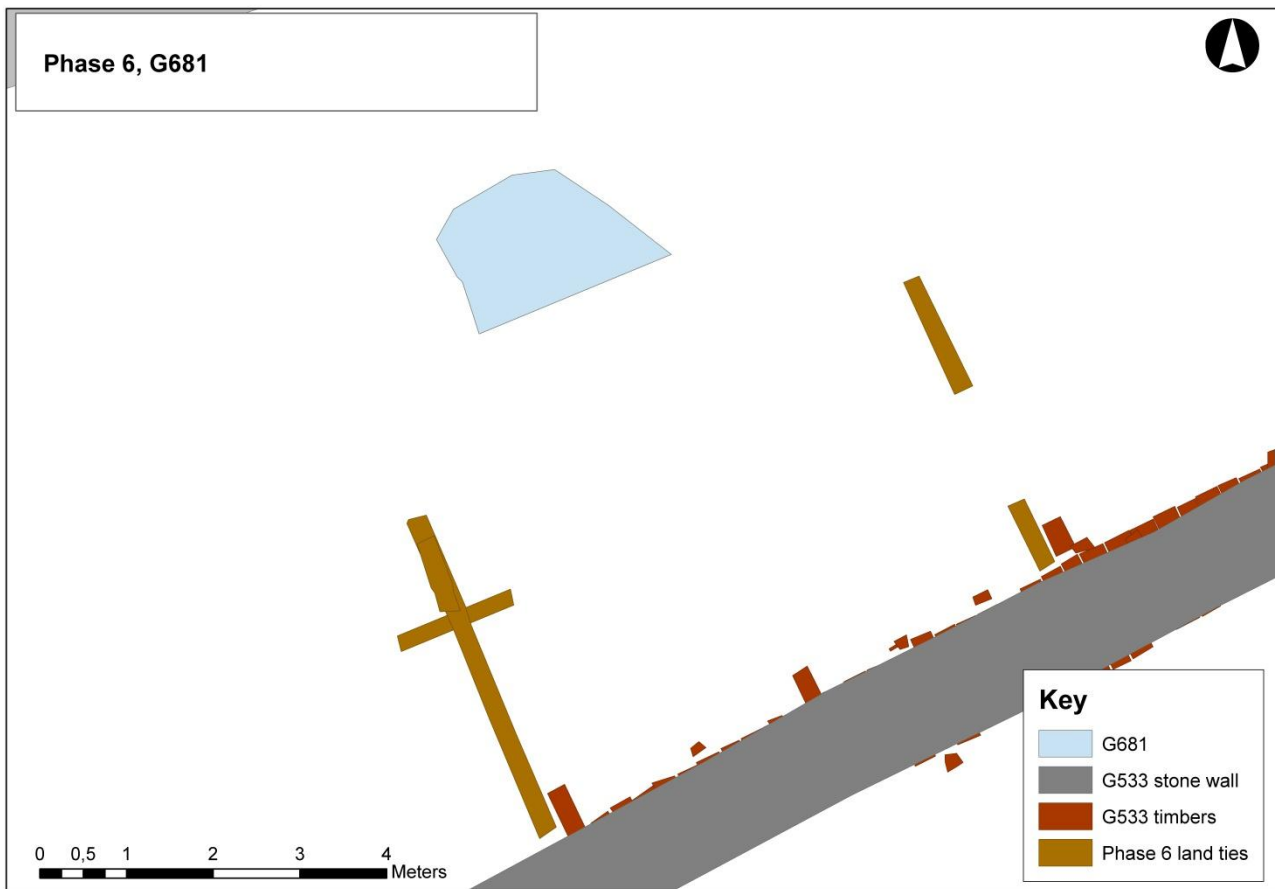 Phase 6, G681
Key
G681
G533 stone wall
G533 timbers
Phase 6 land ties
0 0,5 1 2 3 4
Meters